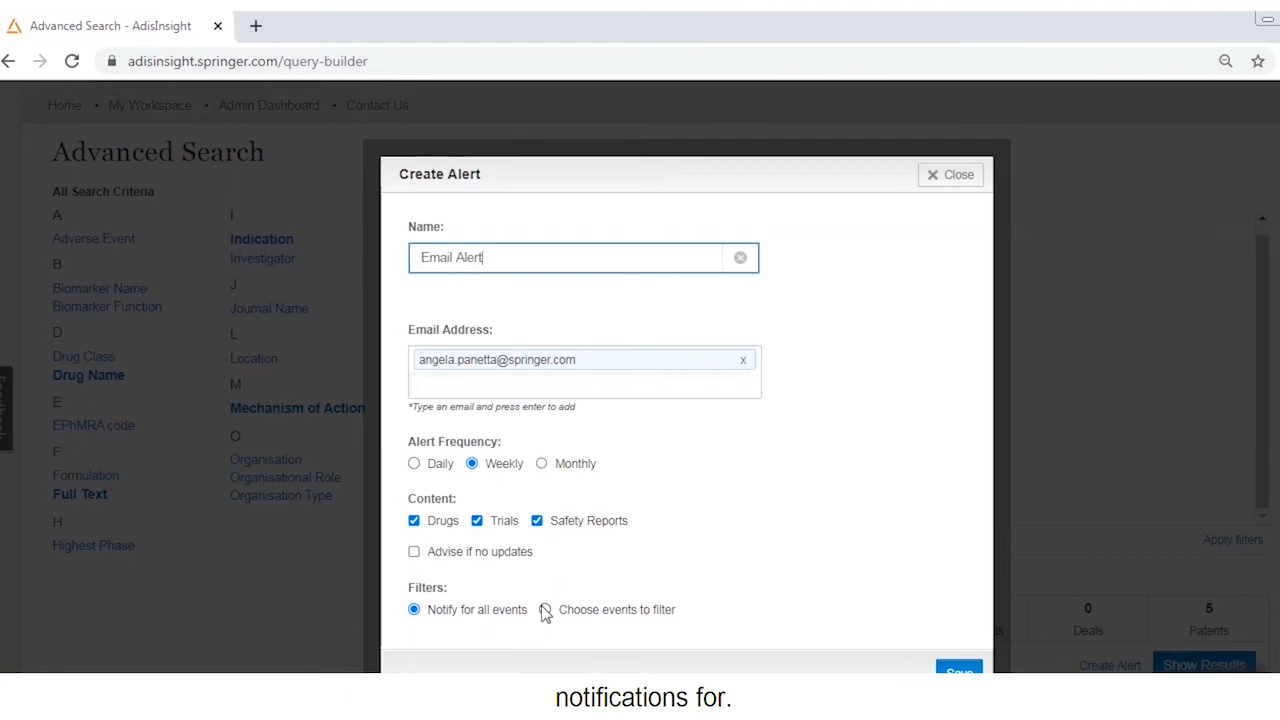 Advanced Search - AdisInsight
adisinsight.springer.com/query-builder
Home • My Workspace • Admin Dashboard • Contact Us
Advanced Search
All Search Criteria
A
Adverse Event
B
Biomarker Name
Biomarker Function
D
Drug Class
Drug Name
E
EPhMRA code
F
Formulation
Full Text
H
Highest Phase
I
Indication
Investigator
J
Journal Name
L
Location
M
Mechanism of Action
O
Organisation
Organisational Role
Organisation Type
Create Alert
Close
Name:
Email Alert
Email Address:
angela.panetta@springer.com x
*Type an email and press enter to add
Alert Frequency:
Daily Weekly Monthly
Content:
Drugs Trials Safety Reports
Advise if no updates
Filters:
Notify for all events Choose events to filter
Save
Apply filters
0 5
Deals Patents
Create Alert Show Results
notifications for.